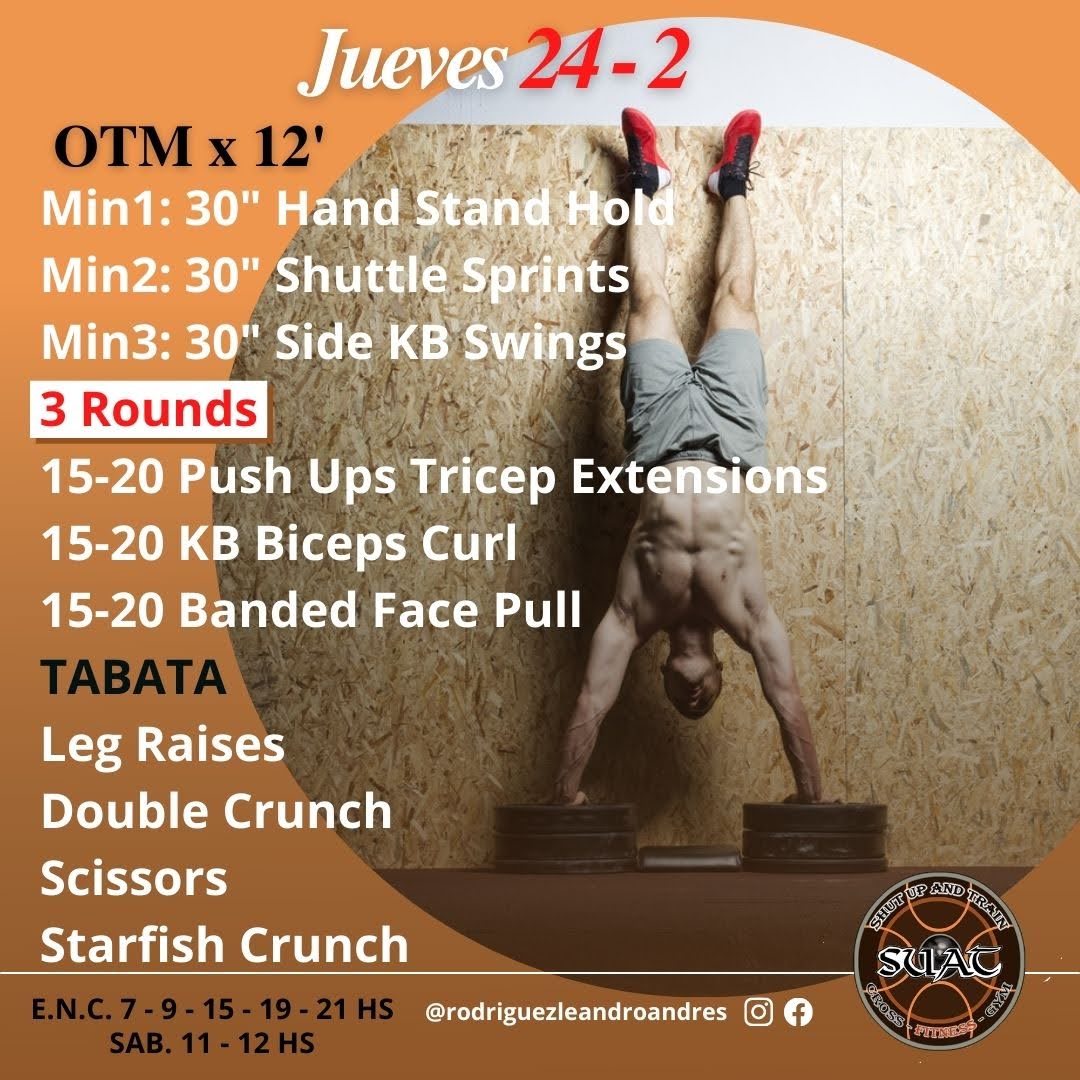 Jueves 24 - 2
OTM x 12'
Min1: 30" Hand Stand Hold
Min2: 30" Shuttle Sprints
Min3: 30" Side KB Swings
3 Rounds
15-20 Push Ups Tricep Extensions
15-20 KB Biceps Curl
15-20 Banded Face Pull
TABATA
Leg Raises
Double Crunch
Scissors
Starfish Crunch
E.N.C. 7 - 9 - 15 - 19 - 21 HS
SAB. 11 - 12 HS
@rodriguezleandroandres
SHUT UP AND TRAIN
SUAT
CROSS - FITNESS - GYM